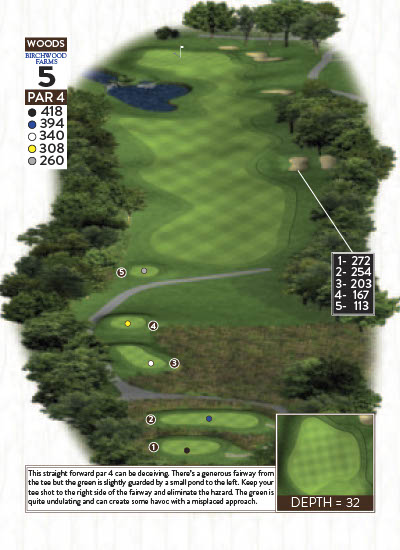 WOODS
BIRCHWOOD
FARMS
5
PAR 4
418
394
340
308
260
5
4
3
2
1
1- 272
2- 254
3- 203
4- 167
5- 113
This straight forward par 4 can be deceiving. There's a generous fairway from
the tee but the green is slightly guarded by a small pond to the left. Keep your
tee shot to the right side of the fairway and eliminate the hazard. The green is
quite undulating and can create some havoc with a misplaced approach.
DEPTH = 32